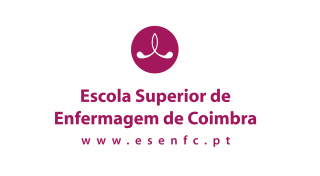 Escola Superior de
Enfermagem de Coimbra
www.esenfc.pt